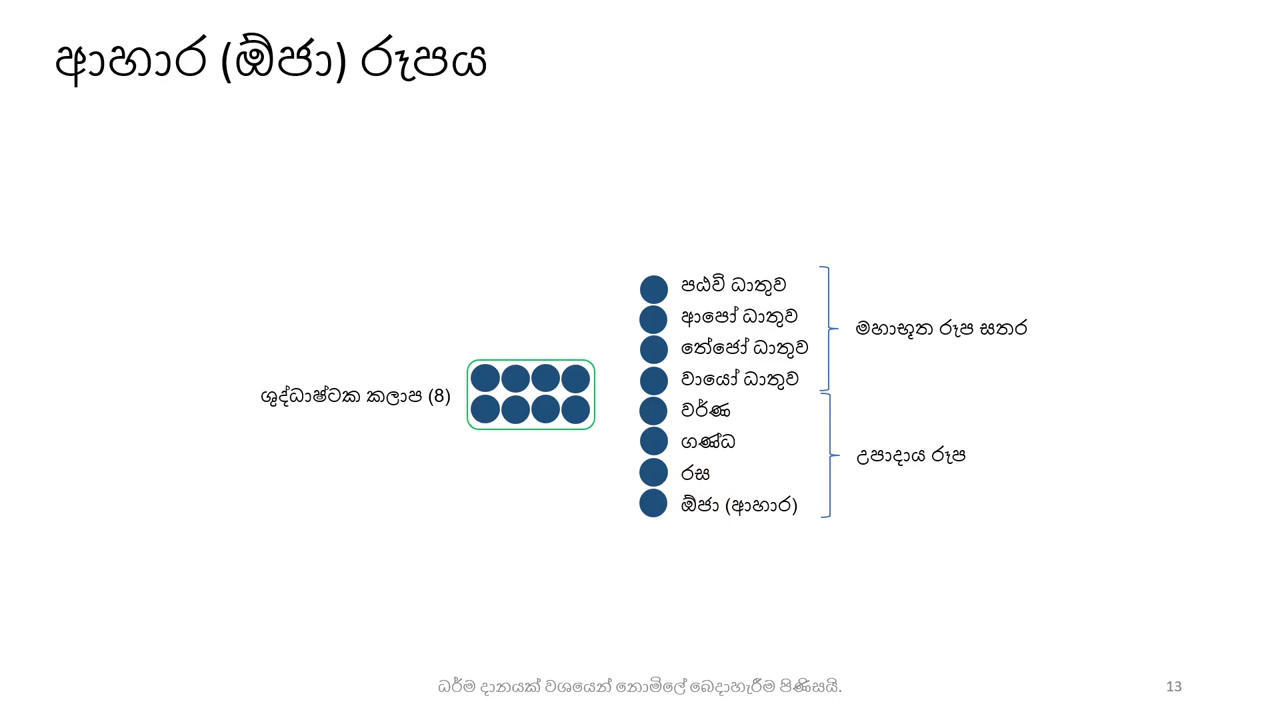 ආහාර (ඕජා) රූපය
පඨවි ධාතුව
ආපෝ ධාතුව
තේජෝ ධාතුව
වායෝ ධාතුව
මහාභූත රූප සතර
ශුද්ධාෂ්ටක කලාප (8)
වර්ණ
ගණ්ධ
රස
ඕජා (ආහාර)
උපාදාය රූප
ධර්ම දානයක් වශයෙන් නොමිලේ බෙදාහැරීම පිණිසයි.
13